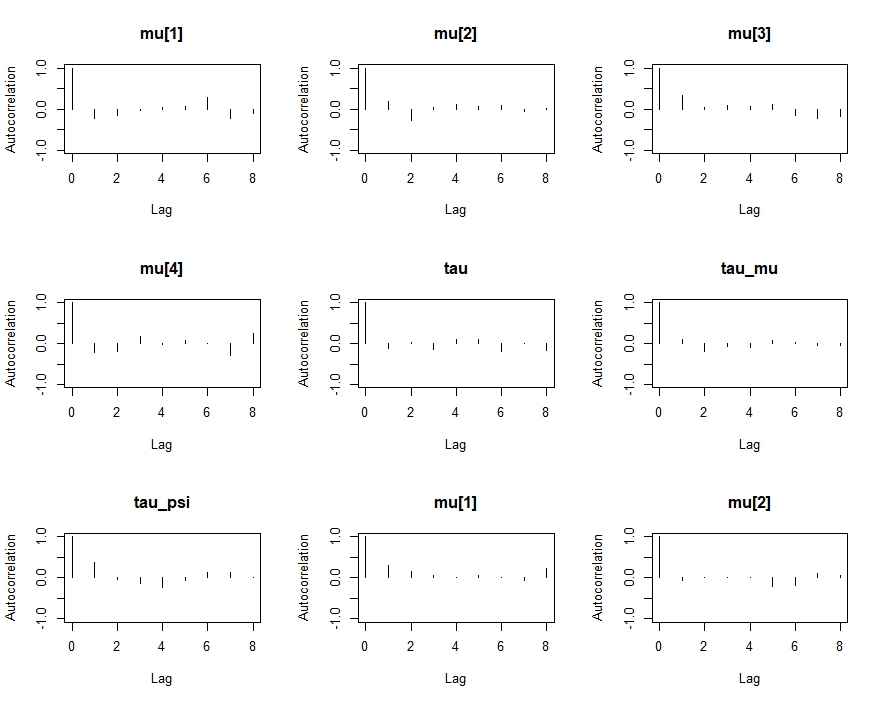 mu[1] mu[2] mu[3]
Autocorrelation Autocorrelation Autocorrelation
1.0 1.0 1.0
0.0 0.0 0.0
-1.0 -1.0 -1.0
0 2 4 6 8 0 2 4 6 8 0 2 4 6 8
Lag Lag Lag
mu[4] tau tau_mu
Autocorrelation Autocorrelation Autocorrelation
1.0 1.0 1.0
0.0 0.0 0.0
-1.0 -1.0 -1.0
0 2 4 6 8 0 2 4 6 8 0 2 4 6 8
Lag Lag Lag
tau_psi mu[1] mu[2]
Autocorrelation Autocorrelation Autocorrelation
1.0 1.0 1.0
0.0 0.0 0.0
-1.0 -1.0 -1.0
0 2 4 6 8 0 2 4 6 8 0 2 4 6 8
Lag Lag Lag